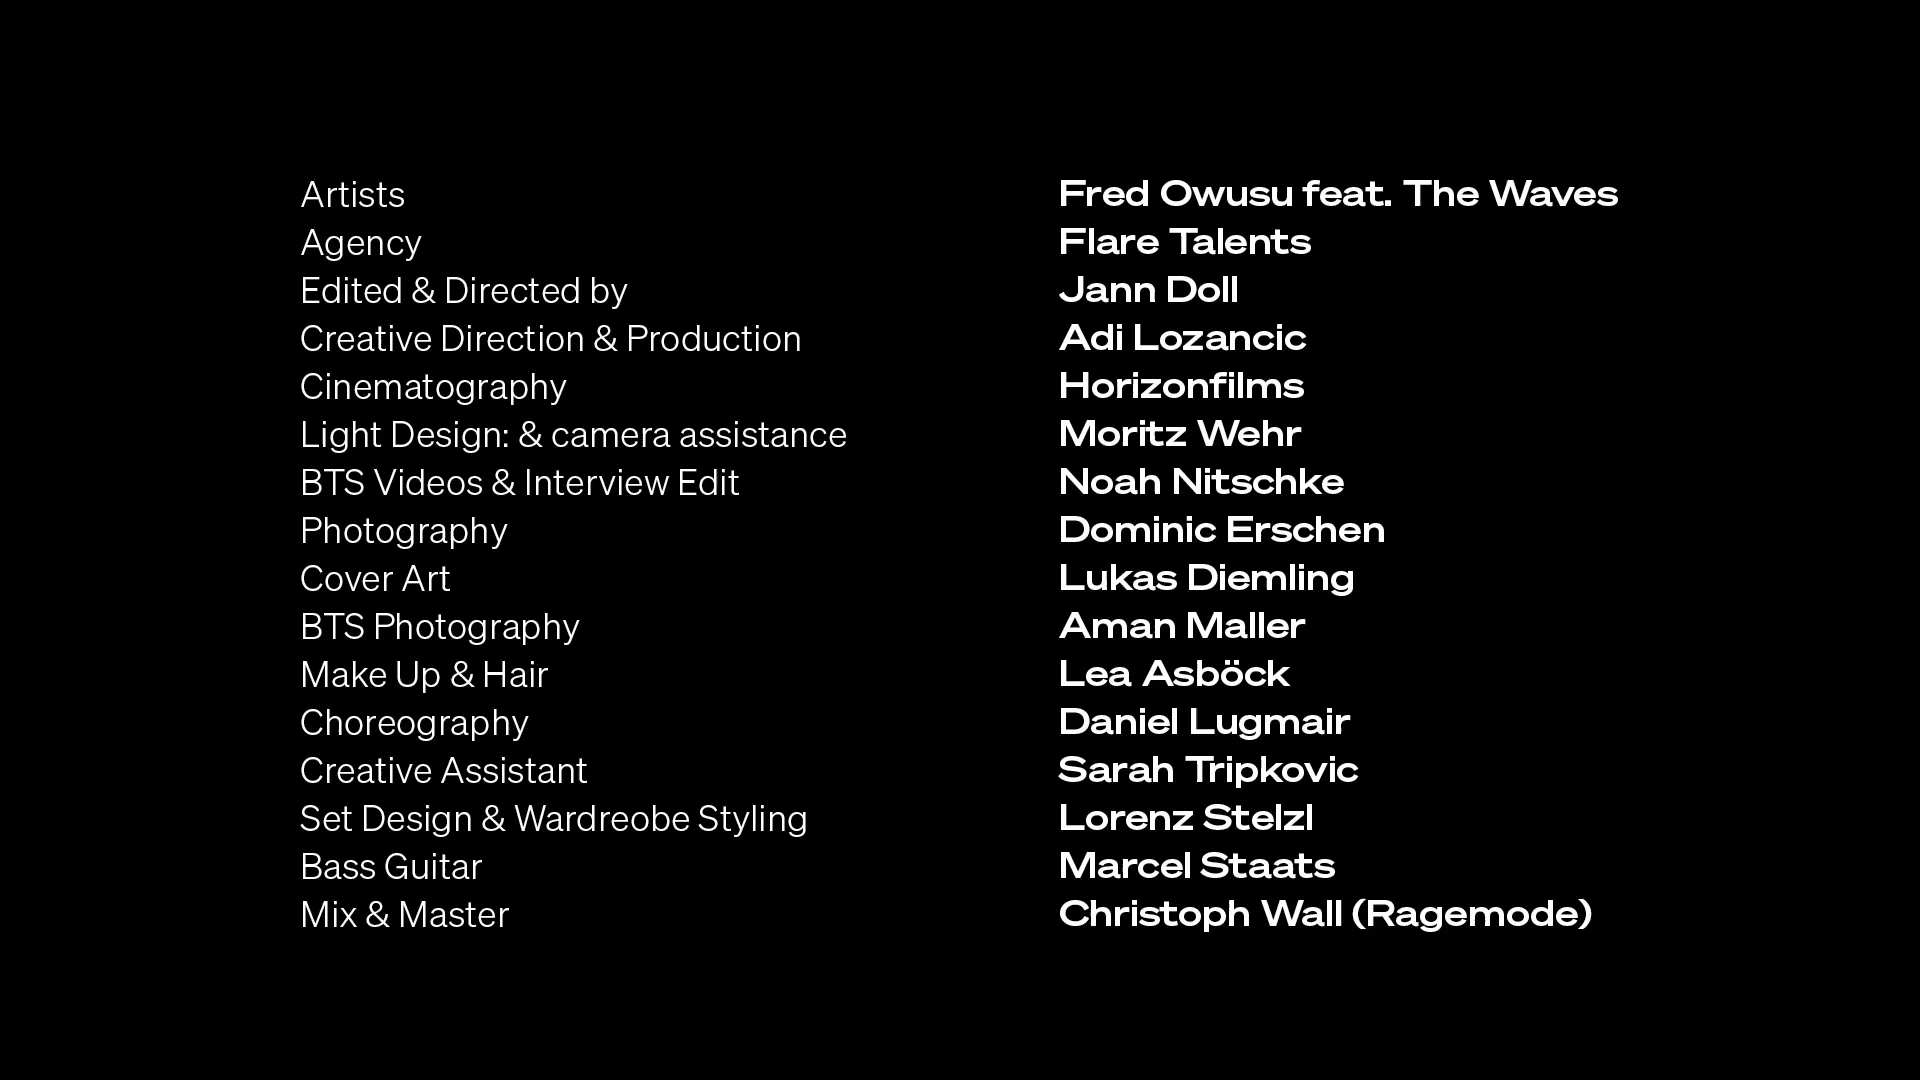 Artists Fred Owusu feat. The Waves
Agency Flare Talents
Edited & Directed by Jann Doll
Creative Direction & Production Adi Lozancic
Cinematography Horizonfilms
Light Design: & camera assistance Moritz Wehr
BTS Videos & Interview Edit Noah Nitschke
Photography Dominic Erschen
Cover Art Lukas Diemling
BTS Photography Aman Maller
Make Up & Hair Lea Asböck
Choreography Daniel Lugmair
Creative Assistant Sarah Tripkovic
Set Design & Wardreobe Styling Lorenz Stelzl
Bass Guitar Marcel Staats
Mix & Master Christoph Wall (Ragemode)